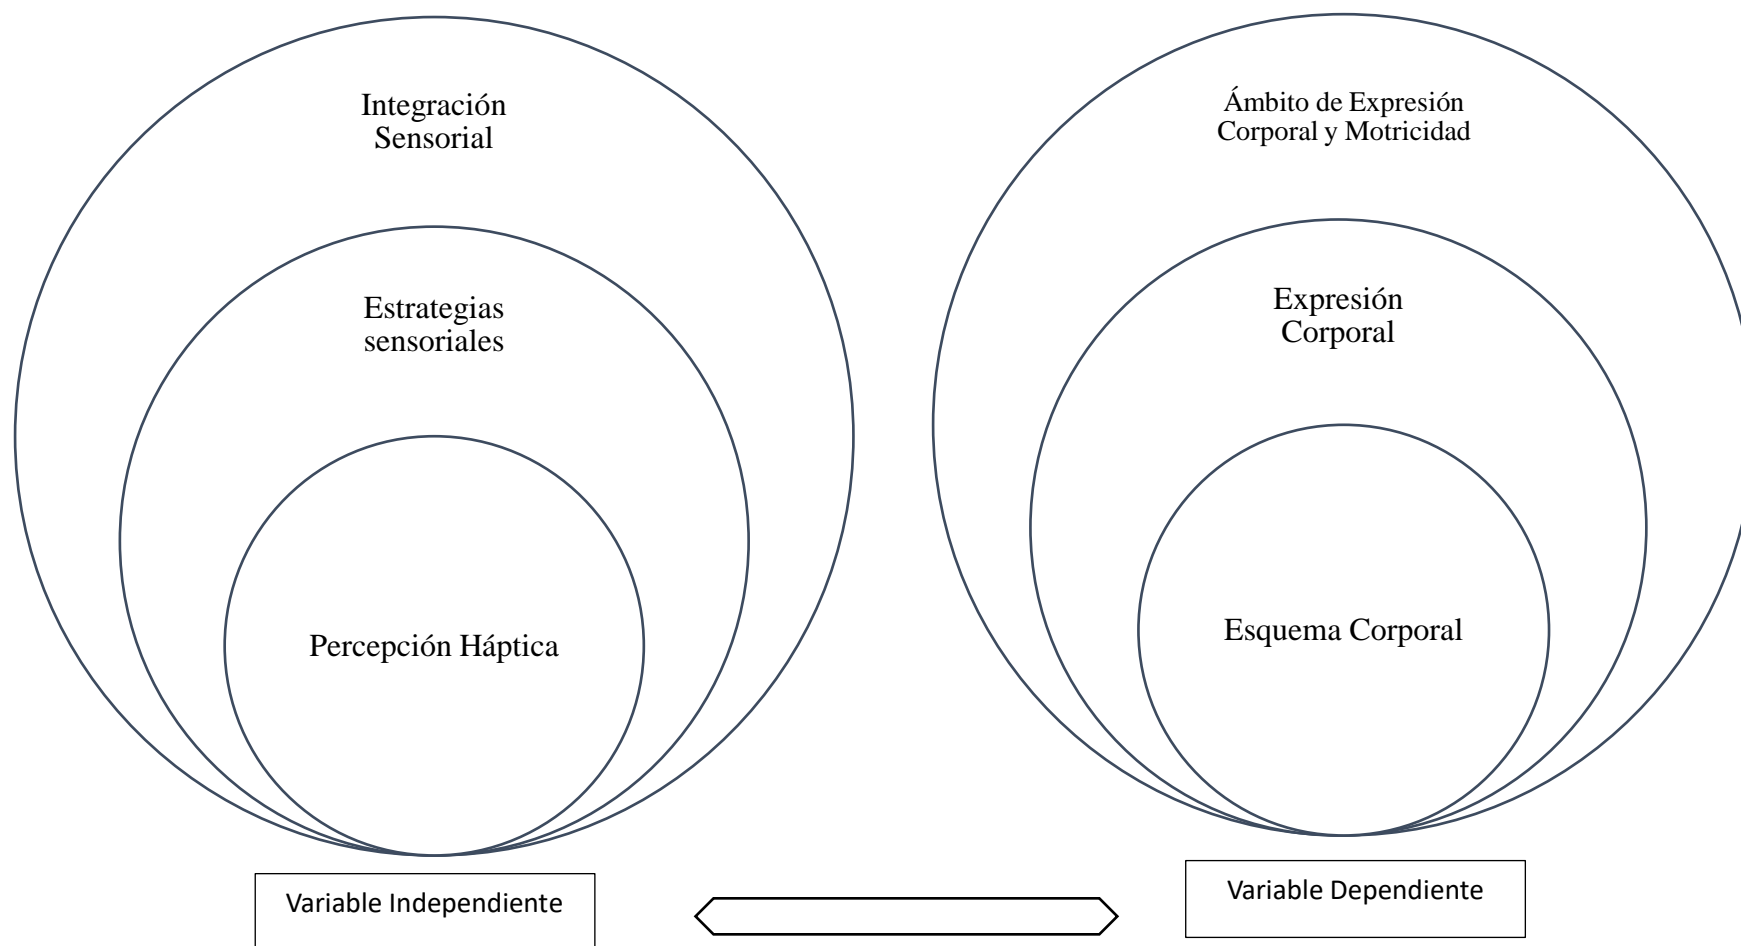 Integración
Sensorial
Estrategias
sensoriales
Percepción Háptica
Variable Independiente
Ámbito de Expresión
Corporal y Motricidad
Expresión
Corporal
Esquema Corporal
Variable Dependiente